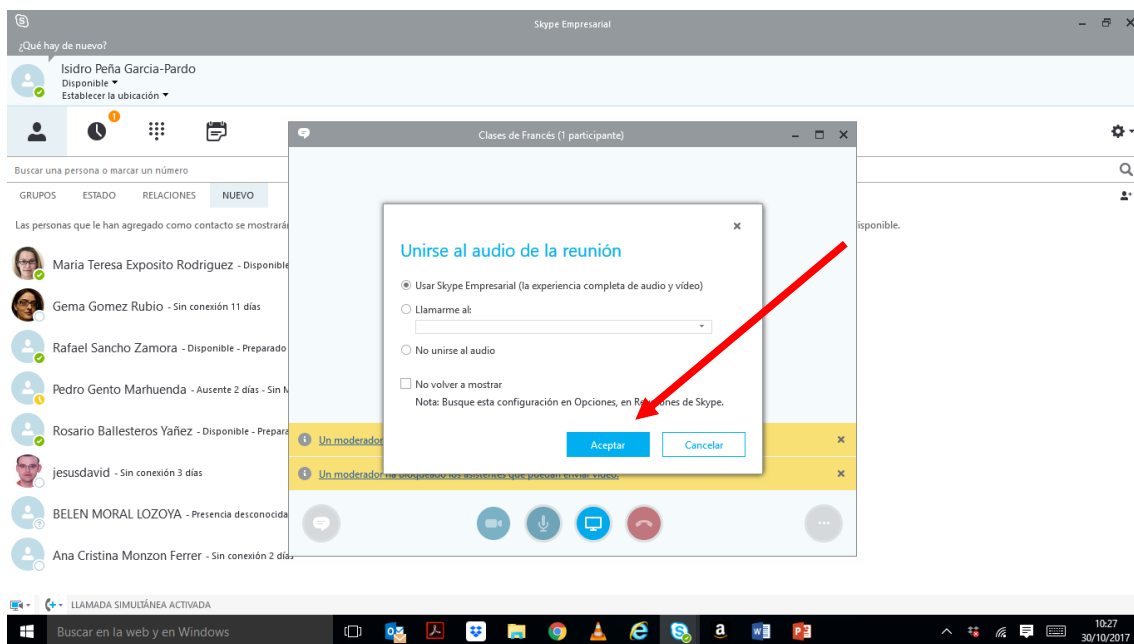 Skype Empresarial
¿Qué hay de nuevo?
Isidro Peña Garcia-Pardo
Disponible
Establecer la ubicación
1
Clases de Francés (1 participante)
Buscar una persona o marcar un número
GRUPOS ESTADO RELACIONES NUEVO
Las personas que le han agregado como contacto se mostrará
isponible.
Unirse al audio de la reunión
Usar Skype Empresarial (la experiencia completa de audio y vídeo)
Llamarme al:
No unirse al audio
No volver a mostrar
Nota: Busque esta configuración en Opciones, en Reuniones de Skype.
Aceptar Cancelar
Maria Teresa Exposito Rodriguez - Disponible
Gema Gomez Rubio - Sin conexión 11 días
Rafael Sancho Zamora - Disponible - Preparado
Pedro Gento Marhuenda - Ausente 2 días - Sin
Rosario Ballesteros Yañez - Disponible - Prepara
jesusdavid - Sin conexión 3 días
BELEN MORAL LOZOYA - Presencia desconocida
Ana Cristina Monzon Ferrer - Sin conexión 2 días
Un moderador
Un moderador ha bloqueado los asistentes que puedan enviar vídeo.
LLAMADA SIMULTÁNEA ACTIVADA
Buscar en la web y en Windows
10:27
30/10/2017